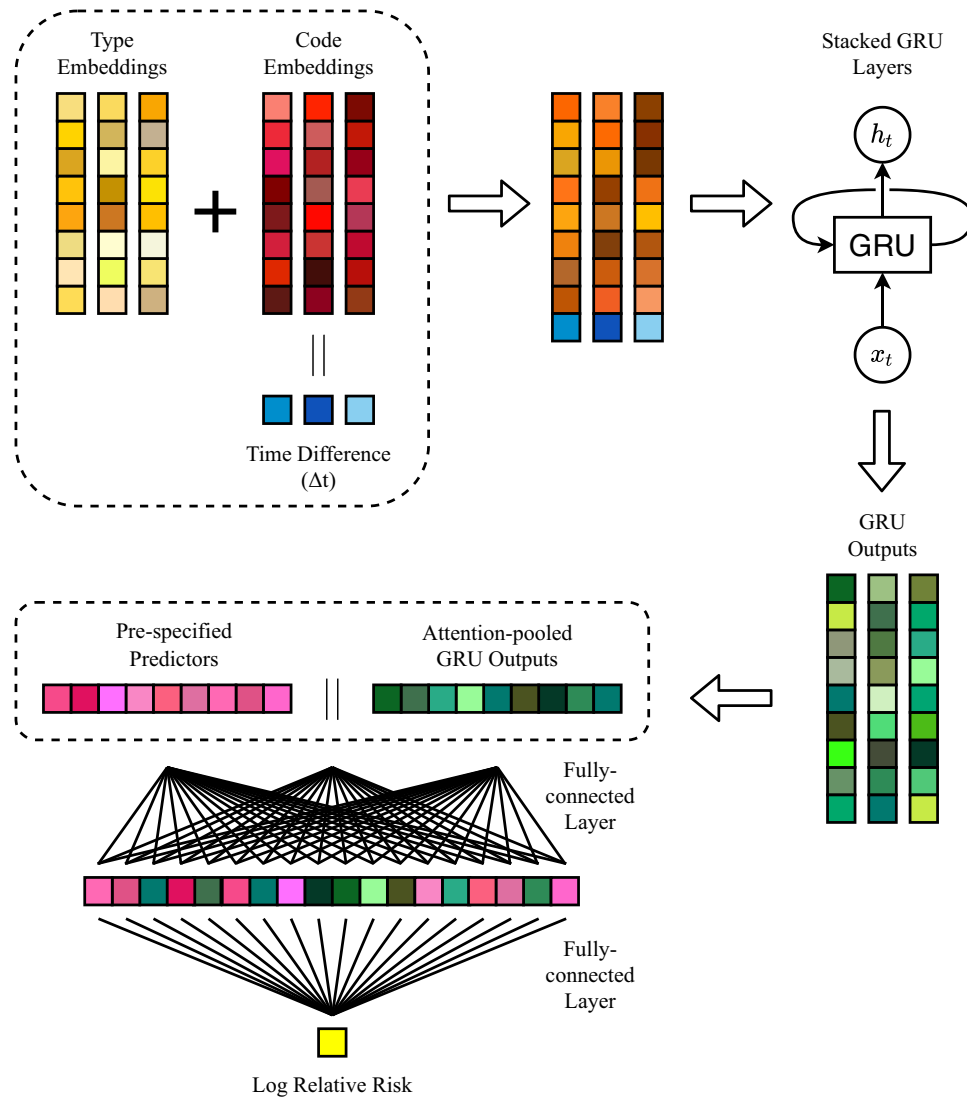 Type
Embeddings
Code
Embeddings
+
||
Time Difference
(Δt)
Stacked GRU
Layers
h_t
GRU
x_t
GRU
Outputs
Pre-specified
Predictors
||
Attention-pooled
GRU Outputs
Fully-
connected
Layer
Fully-
connected
Layer
Log Relative Risk